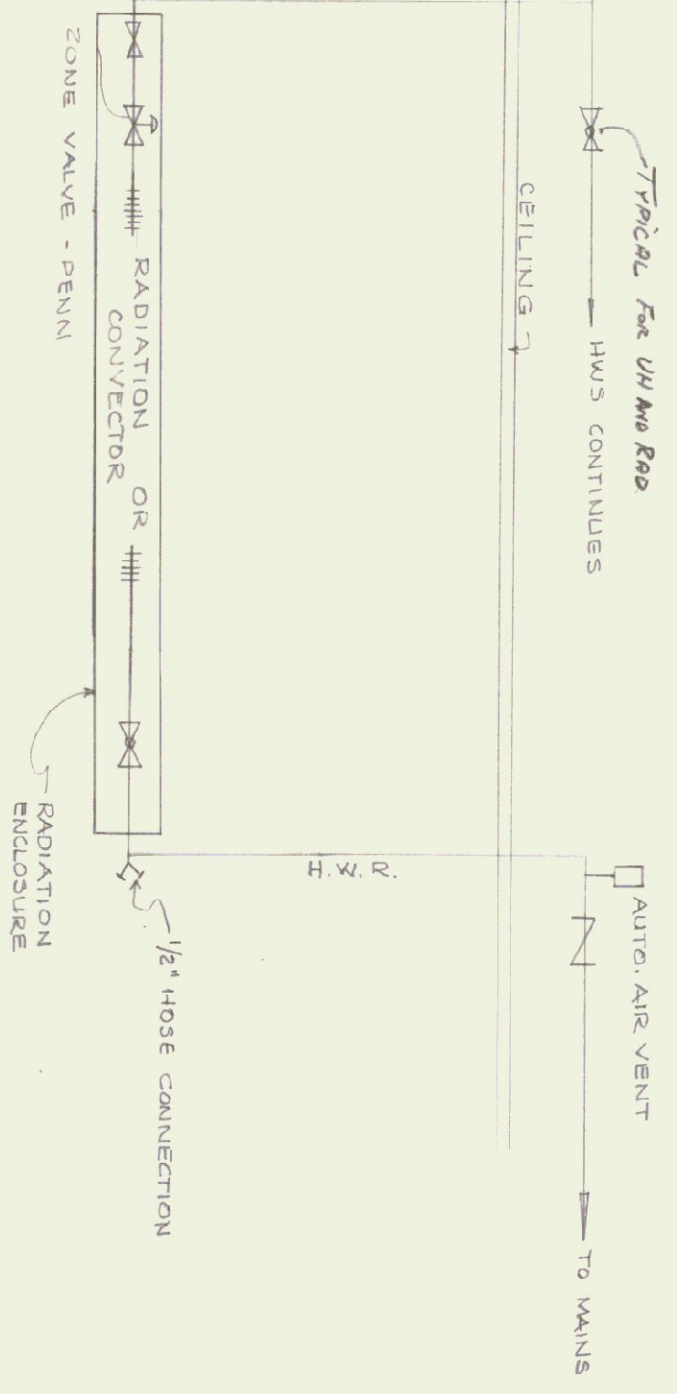 TYPICAL FOR UH AND RAD.
HWS CONTINUES
CEILING
AUTO. AIR VENT
TO MAINS
H.W.R.
RADIATION OR
CONVECTOR
1/2" HOSE CONNECTION
ZONE VALVE - PENN
RADIATION
ENCLOSURE